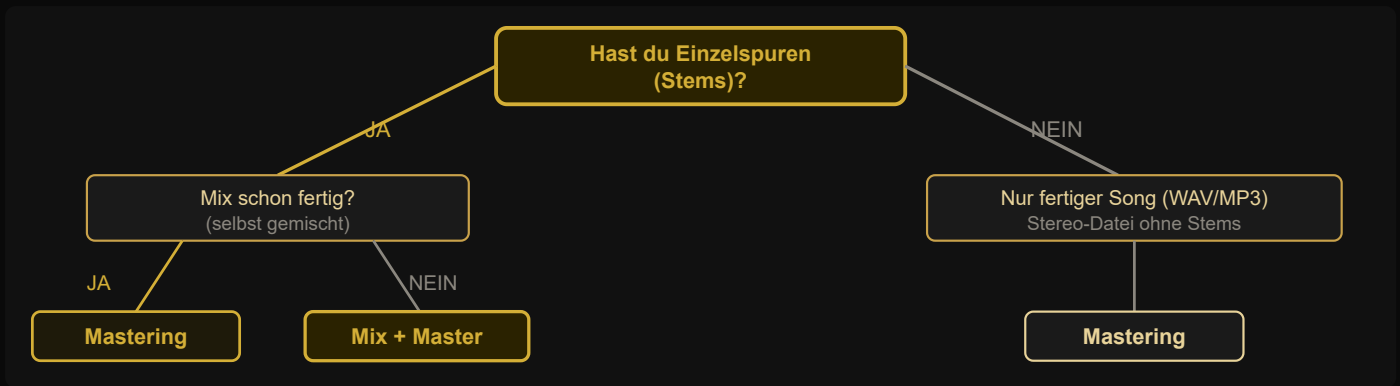 Hast du Einzelspuren
(Stems)?
JA
NEIN
Mix schon fertig?
(selbst gemischt)
Nur fertiger Song (WAV/MP3)
Stereo-Datei ohne Stems
JA
NEIN
Mastering
Mix + Master
Mastering